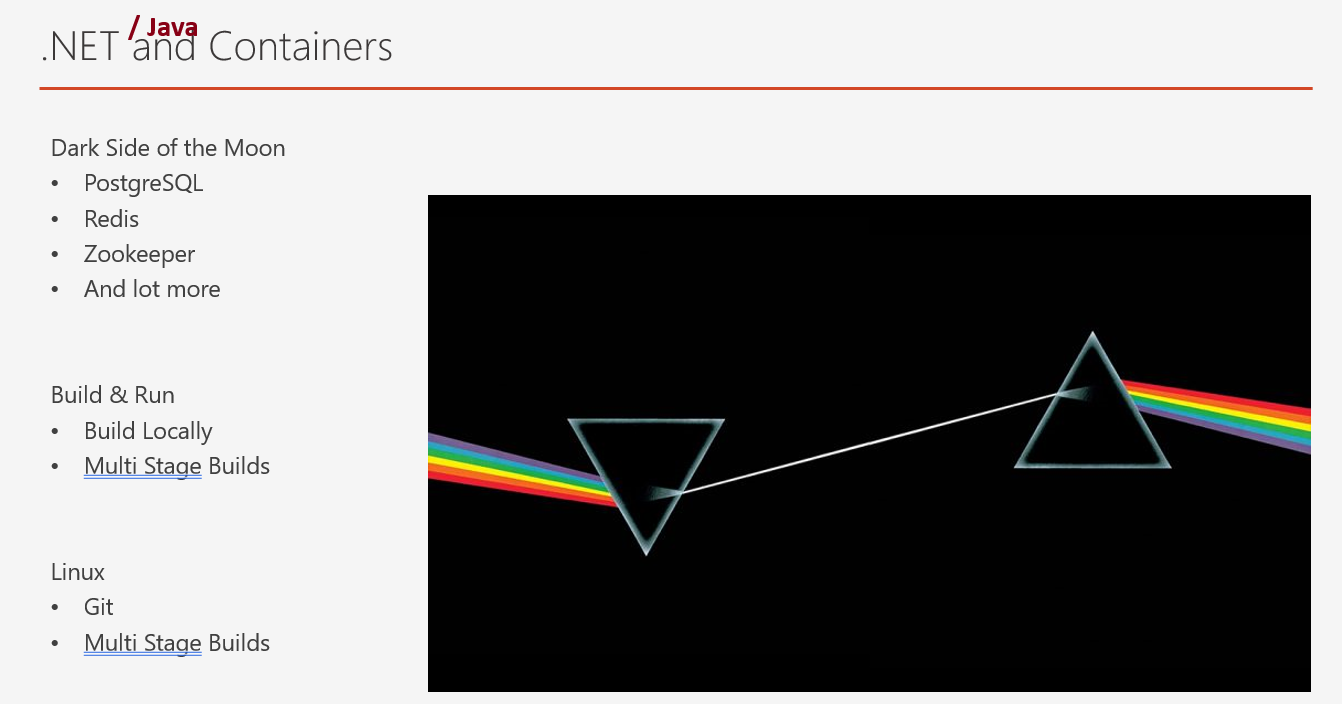 / Java
.NET and Containers
Dark Side of the Moon
• PostgreSQL
• Redis
• Zookeeper
• And lot more
Build & Run
• Build Locally
• Multi Stage Builds
Linux
• Git
• Multi Stage Builds